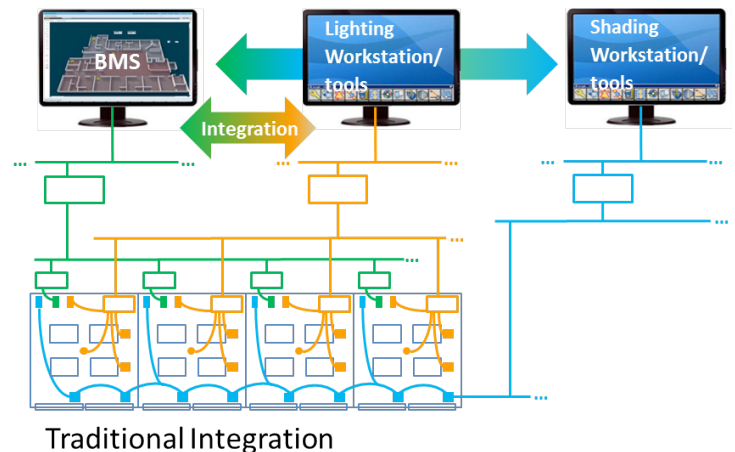 BMS
Lighting
Workstation/
tools
Shading
Workstation/
tools
Integration
...
...
...
...
...
...
...
...
...
...
Traditional Integration